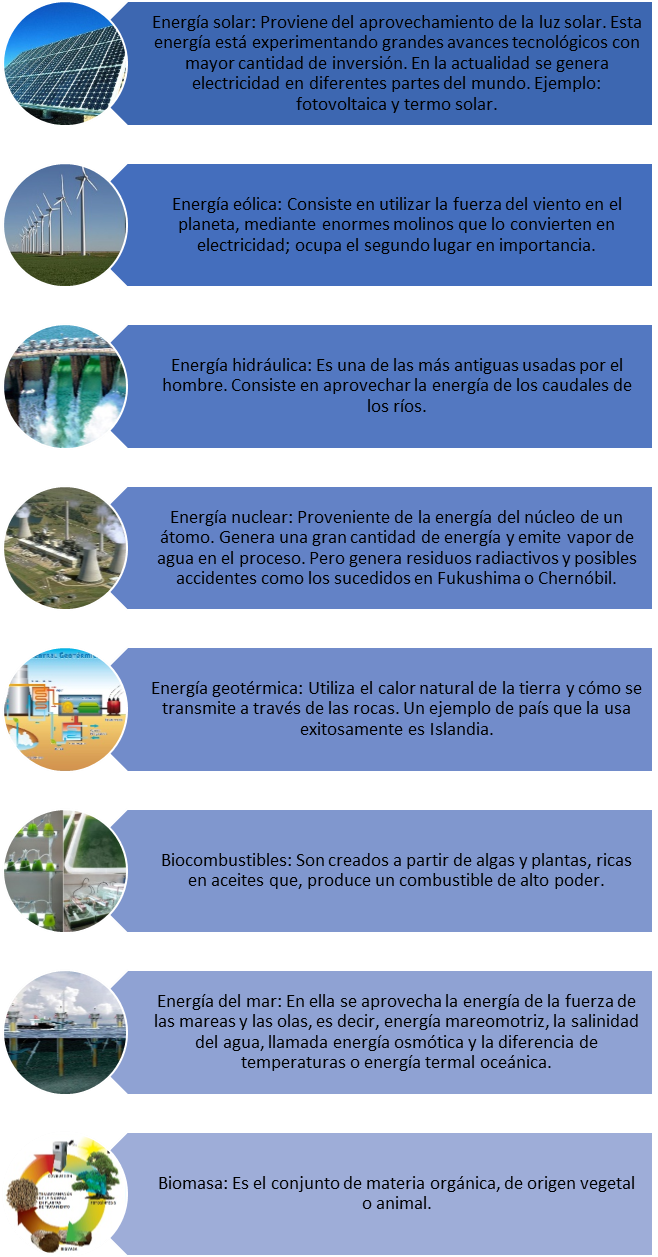 Energía solar: Proviene del aprovechamiento de la luz solar. Esta
energía está experimentando grandes avances tecnológicos con
mayor cantidad de inversión. En la actualidad se genera
electricidad en diferentes partes del mundo. Ejemplo:
fotovoltaica y termo solar.
Energía eólica: Consiste en utilizar la fuerza del viento en el
planeta, mediante enormes molinos que lo convierten en
electricidad; ocupa el segundo lugar en importancia.
Energía hidráulica: Es una de las más antiguas usadas por el
hombre. Consiste en aprovechar la energía de los caudales de
los ríos.
Energía nuclear: Proveniente de la energía del núcleo de un
átomo. Genera una gran cantidad de energía y emite vapor de
agua en el proceso. Pero genera residuos radiactivos y posibles
accidentes como los sucedidos en Fukushima o Chernóbil.
Energía geotérmica: Utiliza el calor natural de la tierra y cómo se
transmite a través de las rocas. Un ejemplo de país que la usa
exitosamente es Islandia.
Biocombustibles: Son creados a partir de algas y plantas, ricas
en aceites que, produce un combustible de alto poder.
Energía del mar: En ella se aprovecha la energía de la fuerza de
las mareas y las olas, es decir, energía mareomotriz, la salinidad
del agua, llamada energía osmótica y la diferencia de
temperaturas o energía termal oceánica.
Biomasa: Es el conjunto de materia orgánica, de origen vegetal
o animal.